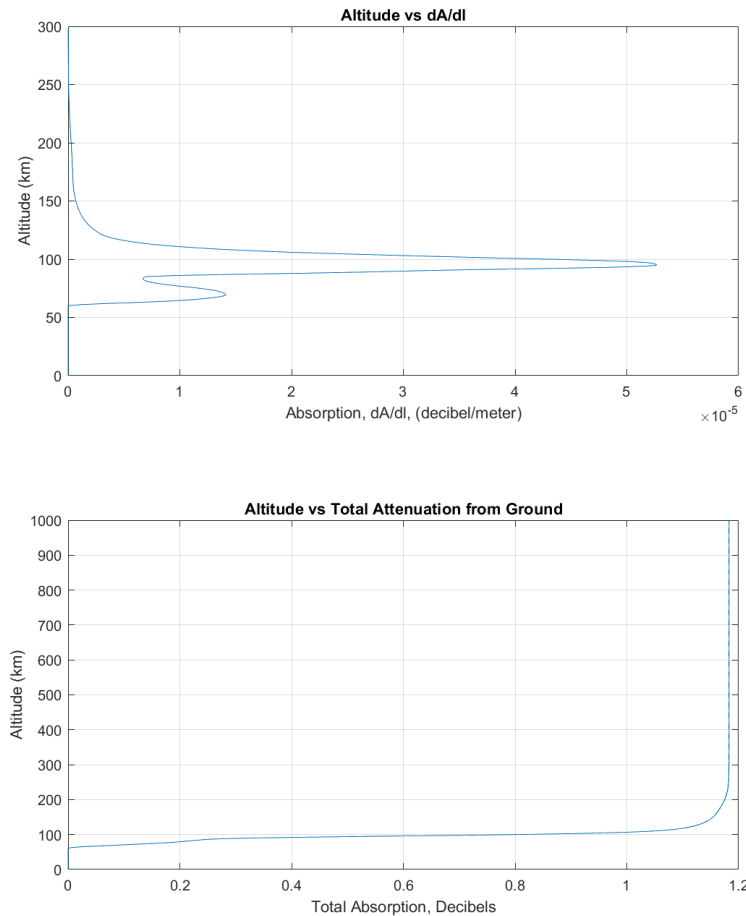 Altitude vs dA/dl
300
250
200
150
100
50
0
Altitude (km)
0 1 2 3 4 5 6
Absorption, dA/dl, (decibel/meter)
×10⁻⁵
Altitude vs Total Attenuation from Ground
1000
900
800
700
600
500
400
300
200
100
0
Altitude (km)
0 0.2 0.4 0.6 0.8 1 1.2
Total Absorption, Decibels